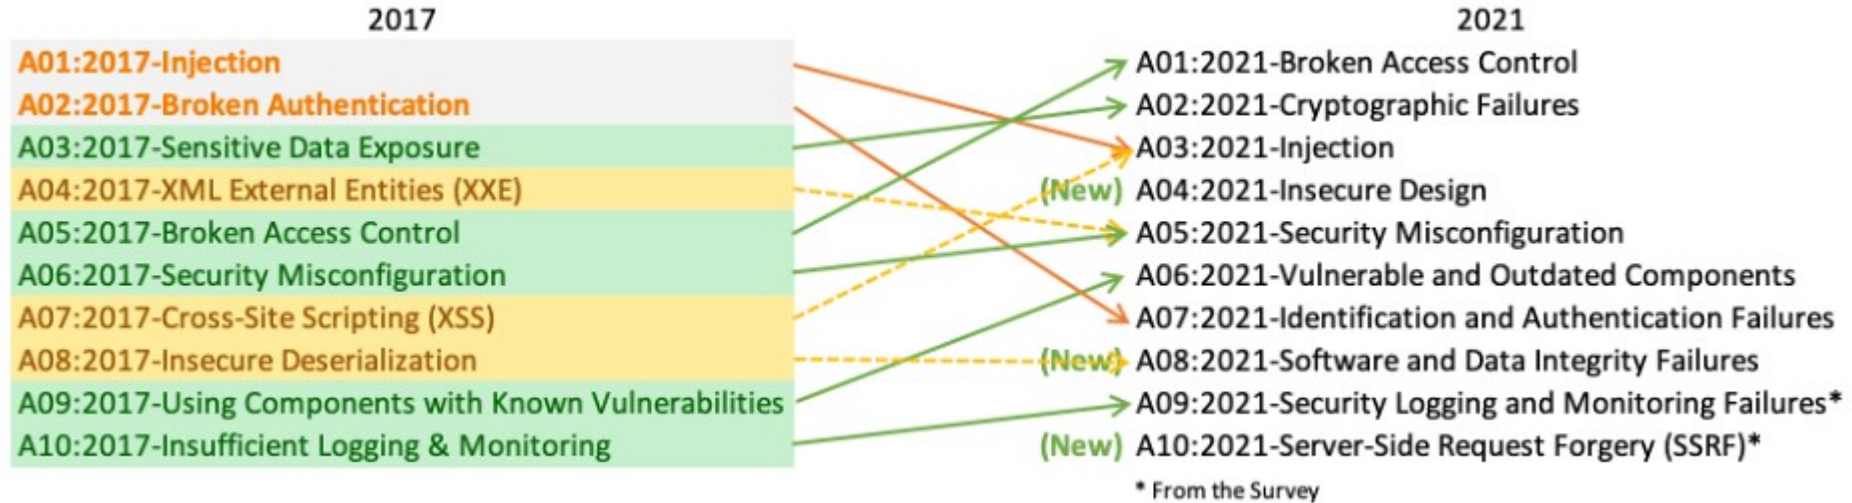 2017
A01:2017-Injection
A02:2017-Broken Authentication
A03:2017-Sensitive Data Exposure
A04:2017-XML External Entities (XXE)
A05:2017-Broken Access Control
A06:2017-Security Misconfiguration
A07:2017-Cross-Site Scripting (XSS)
A08:2017-Insecure Deserialization
A09:2017-Using Components with Known Vulnerabilities
A10:2017-Insufficient Logging & Monitoring
2021
A01:2021-Broken Access Control
A02:2021-Cryptographic Failures
A03:2021-Injection
(New) A04:2021-Insecure Design
A05:2021-Security Misconfiguration
A06:2021-Vulnerable and Outdated Components
A07:2021-Identification and Authentication Failures
(New) A08:2021-Software and Data Integrity Failures
A09:2021-Security Logging and Monitoring Failures*
(New) A10:2021-Server-Side Request Forgery (SSRF)*
* From the Survey